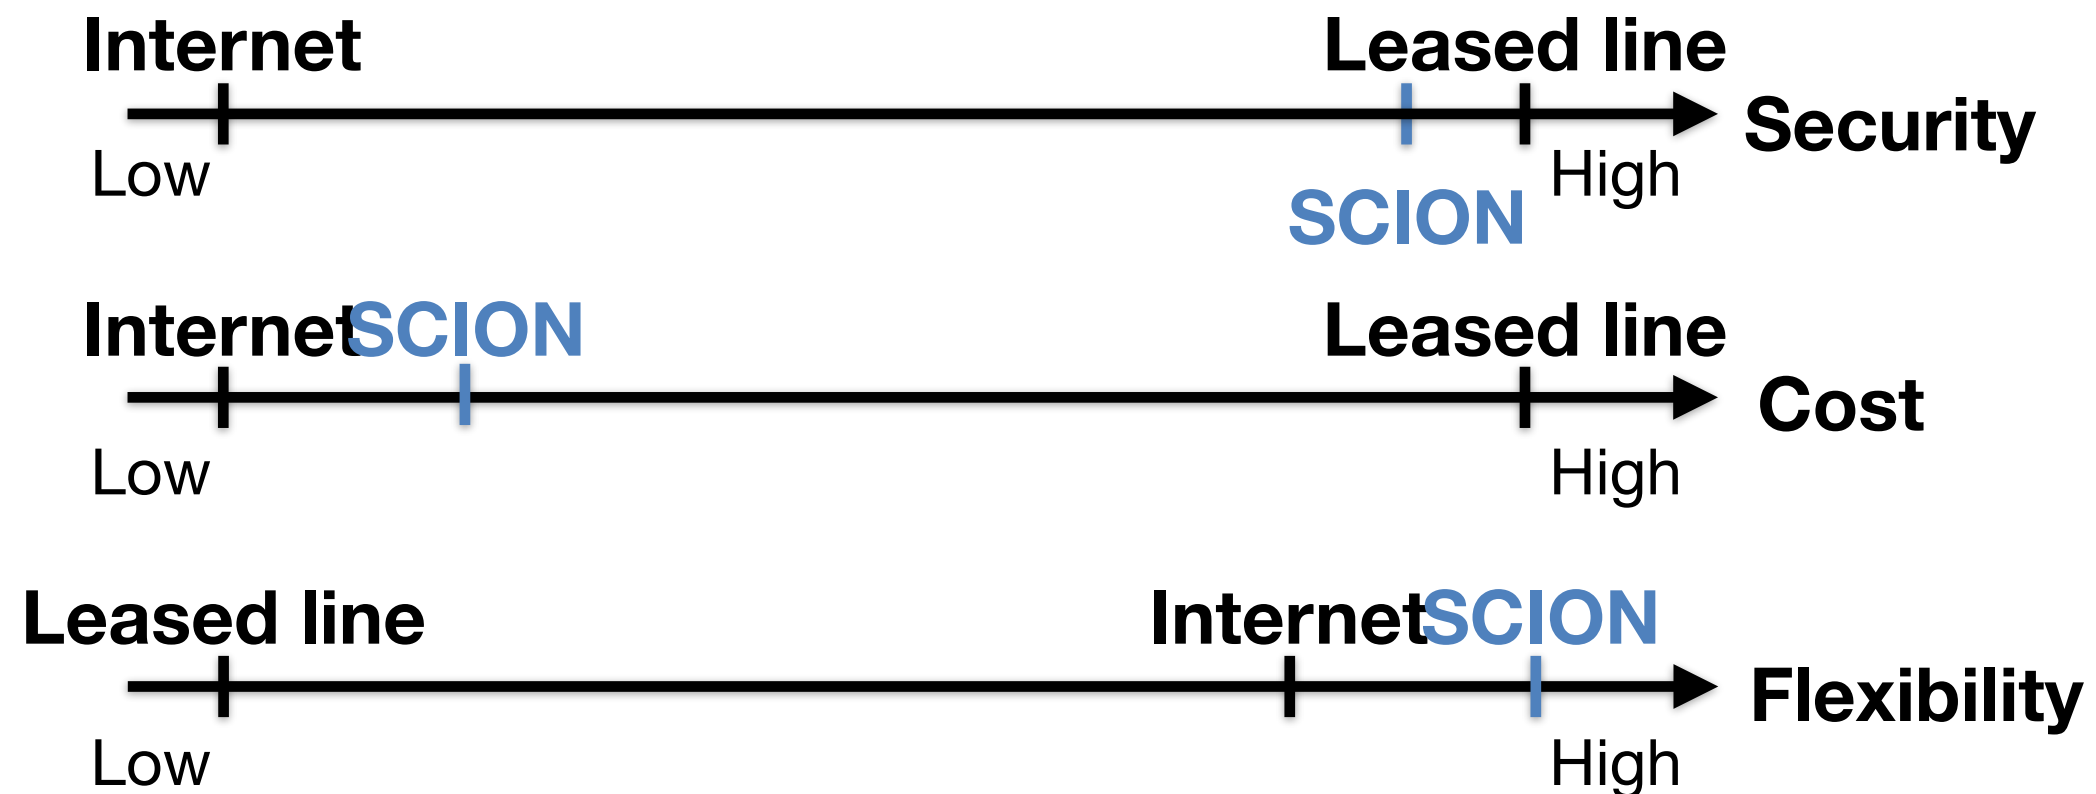 Internet Leased line
Security
Low High
SCION
Internet SCION Leased line
Cost
Low High
Leased line Internet SCION
Flexibility
Low High